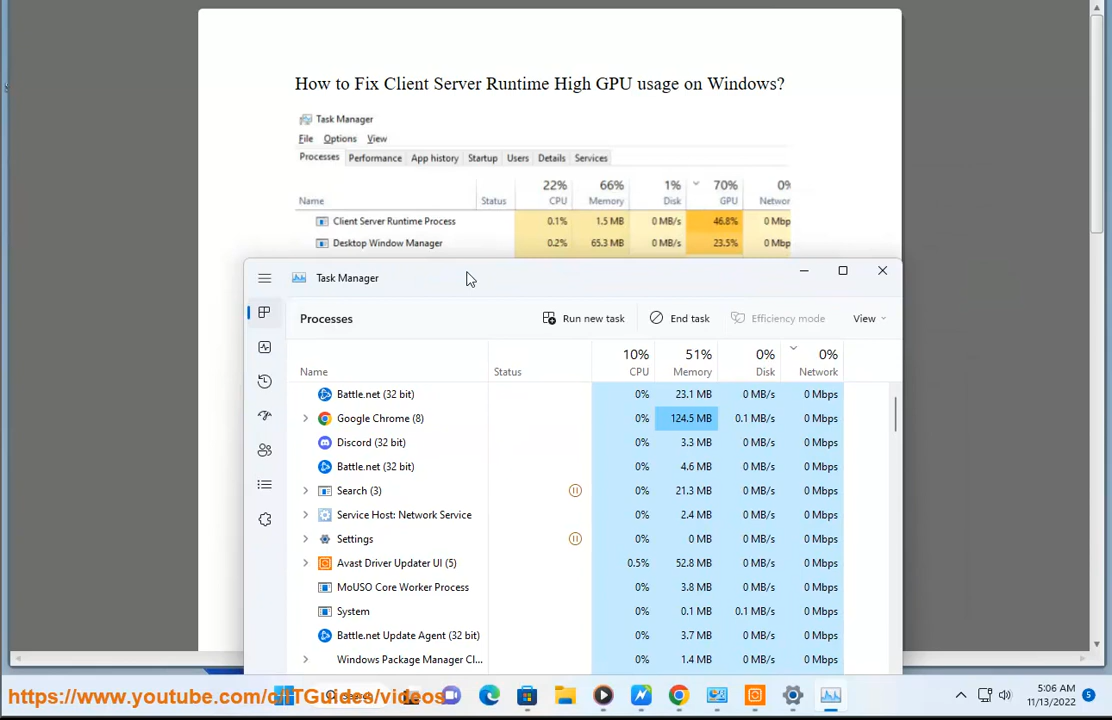 How to Fix Client Server Runtime High GPU usage on Windows?
Task Manager
File Options View
Processes Performance App history Startup Users Details Services
22% 66% 1% 70% 0%
Name Status CPU Memory Disk GPU Networ
Client Server Runtime Process 0.1% 1.5 MB 0 MB/s 46.8% 0 Mbp
Desktop Window Manager 0.2% 65.3 MB 0 MB/s 23.5% 0 Mbp
Task Manager
Processes Run new task End task Efficiency mode View
10% 51% 0% 0%
Name Status CPU Memory Disk Network
Battle.net (32 bit) 0% 23.1 MB 0 MB/s 0 Mbps
Google Chrome (8) 0% 124.5 MB 0.1 MB/s 0 Mbps
Discord (32 bit) 0% 3.3 MB 0 MB/s 0 Mbps
Battle.net (32 bit) 0% 4.6 MB 0 MB/s 0 Mbps
Search (3) 0% 21.3 MB 0 MB/s 0 Mbps
Service Host: Network Service 0% 2.4 MB 0 MB/s 0 Mbps
Settings 0% 0 MB 0 MB/s 0 Mbps
Avast Driver Updater UI (5) 0.5% 52.8 MB 0 MB/s 0 Mbps
MoUSO Core Worker Process 0% 3.8 MB 0 MB/s 0 Mbps
System 0% 0.1 MB 0.1 MB/s 0 Mbps
Battle.net Update Agent (32 bit) 0% 3.7 MB 0 MB/s 0 Mbps
Windows Package Manager Cl... 0% 1.4 MB 0 MB/s 0 Mbps
https://www.youtube.com/c/ITGuides/videos
5:06 AM
11/13/2022 5